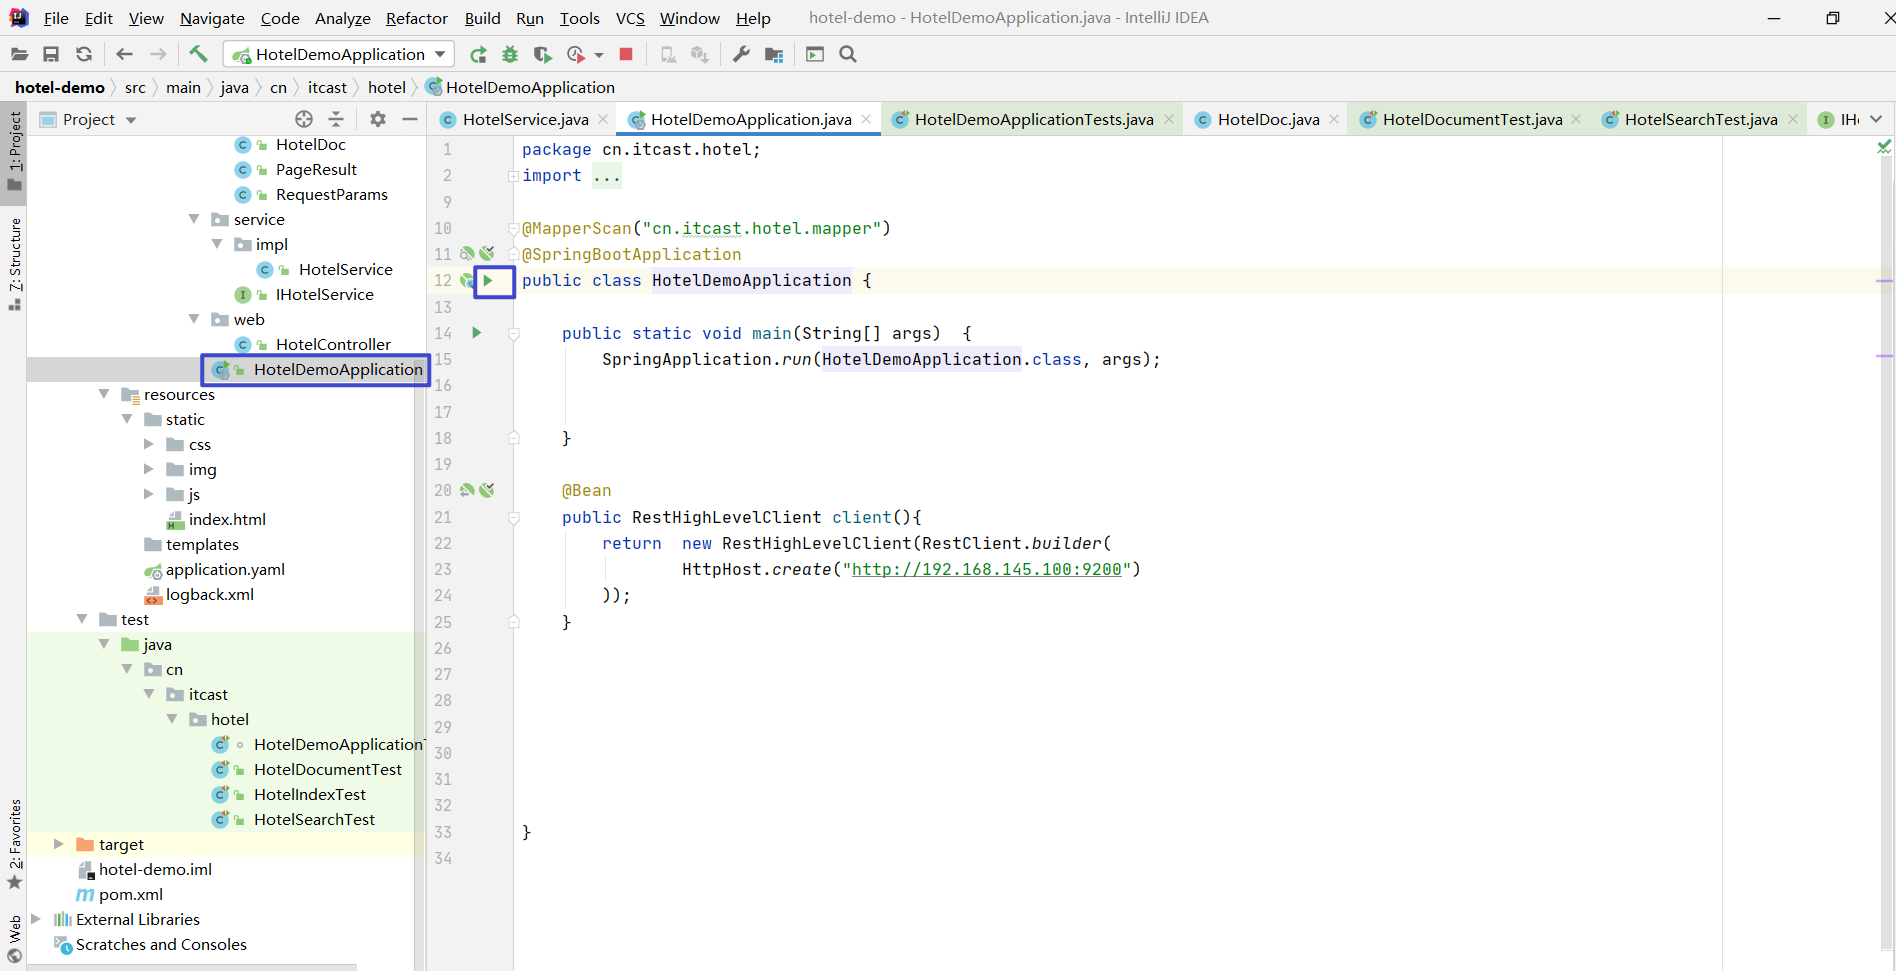 File Edit View Navigate Code Analyze Refactor Build Run Tools VCS Window Help hotel-demo - HotelDemoApplication.java - IntelliJ IDEA
HotelDemoApplication
hotel-demo src main java cn itcast hotel HotelDemoApplication
Project
HotelService.java HotelDemoApplication.java HotelDemoApplicationTests.java HotelDoc.java HotelDocumentTest.java HotelSearchTest.java IH
1: Project
7: Structure
2: Favorites
Web
HotelDoc
PageResult
RequestParams
service
impl
HotelService
IHotelService
web
HotelController
HotelDemoApplication
resources
static
css
img
js
index.html
templates
application.yaml
logback.xml
test
java
cn
itcast
hotel
HotelDemoApplicationT
HotelDocumentTest
HotelIndexTest
HotelSearchTest
target
hotel-demo.iml
pom.xml
External Libraries
Scratches and Consoles
1 package cn.itcast.hotel;
2 import ...
9
10 @MapperScan("cn.itcast.hotel.mapper")
11 @SpringBootApplication
12 public class HotelDemoApplication {
13
14 public static void main(String[] args) {
15 SpringApplication.run(HotelDemoApplication.class, args);
16
17
18 }
19
20 @Bean
21 public RestHighLevelClient client(){
22 return new RestHighLevelClient(RestClient.builder(
23 HttpHost.create("http://192.168.145.100:9200")
24 ));
25 }
26
27
28
29
30
31
32
33 }
34